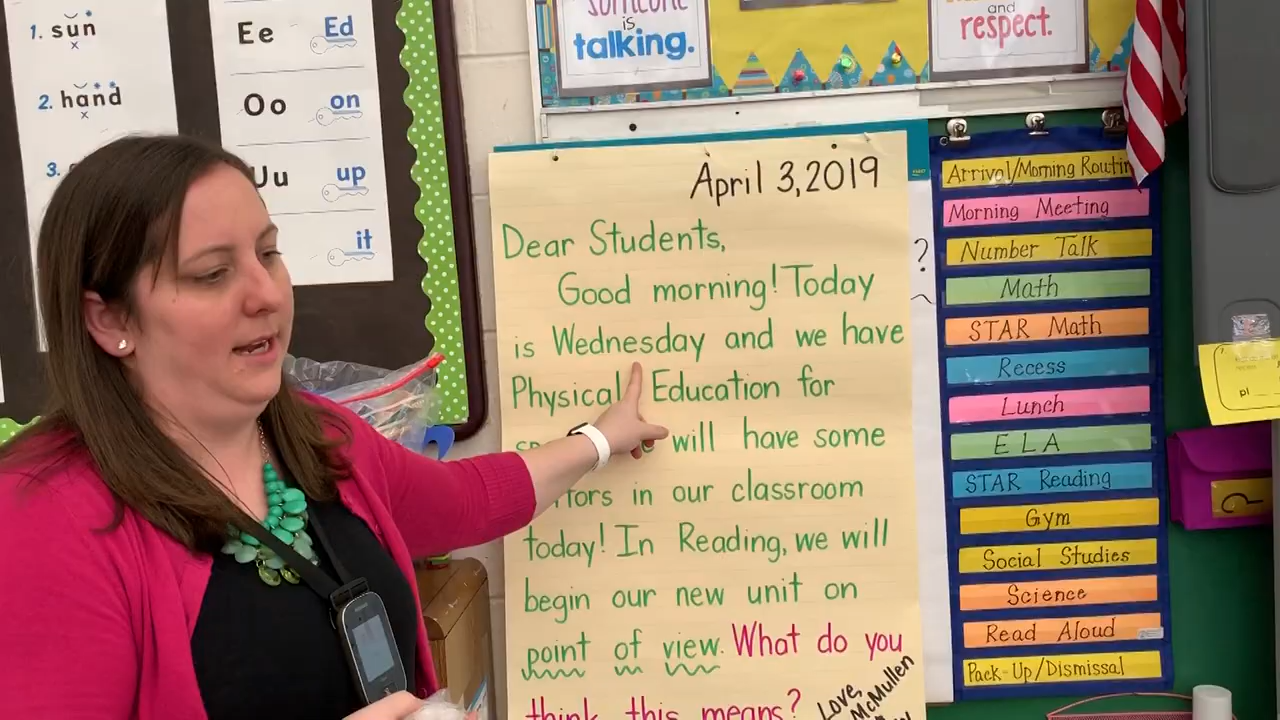 1. sun
2. hand
3.
Ee Ed
Oo on
Uu up
it
someone
is
talking.
and
respect.
April 3, 2019
Dear Students,
Good morning! Today
is Wednesday and we have
Physical Education for
will have some
in our classroom
today! In Reading, we will
begin our new unit on
point of view. What do you
think this means?
Love,
McMullen
?
Arrival/Morning Routin
Morning Meeting
Number Talk
Math
STAR Math
Recess
Lunch
ELA
STAR Reading
Gym
Social Studies
Science
Read Aloud
Pack-Up/Dismissal